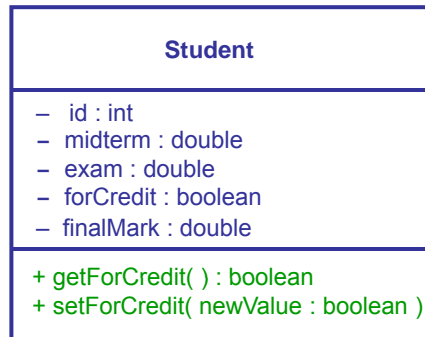 Student
– id : int
– midterm : double
– exam : double
– forCredit : boolean
– finalMark : double
+ getForCredit( ) : boolean
+ setForCredit( newValue : boolean )